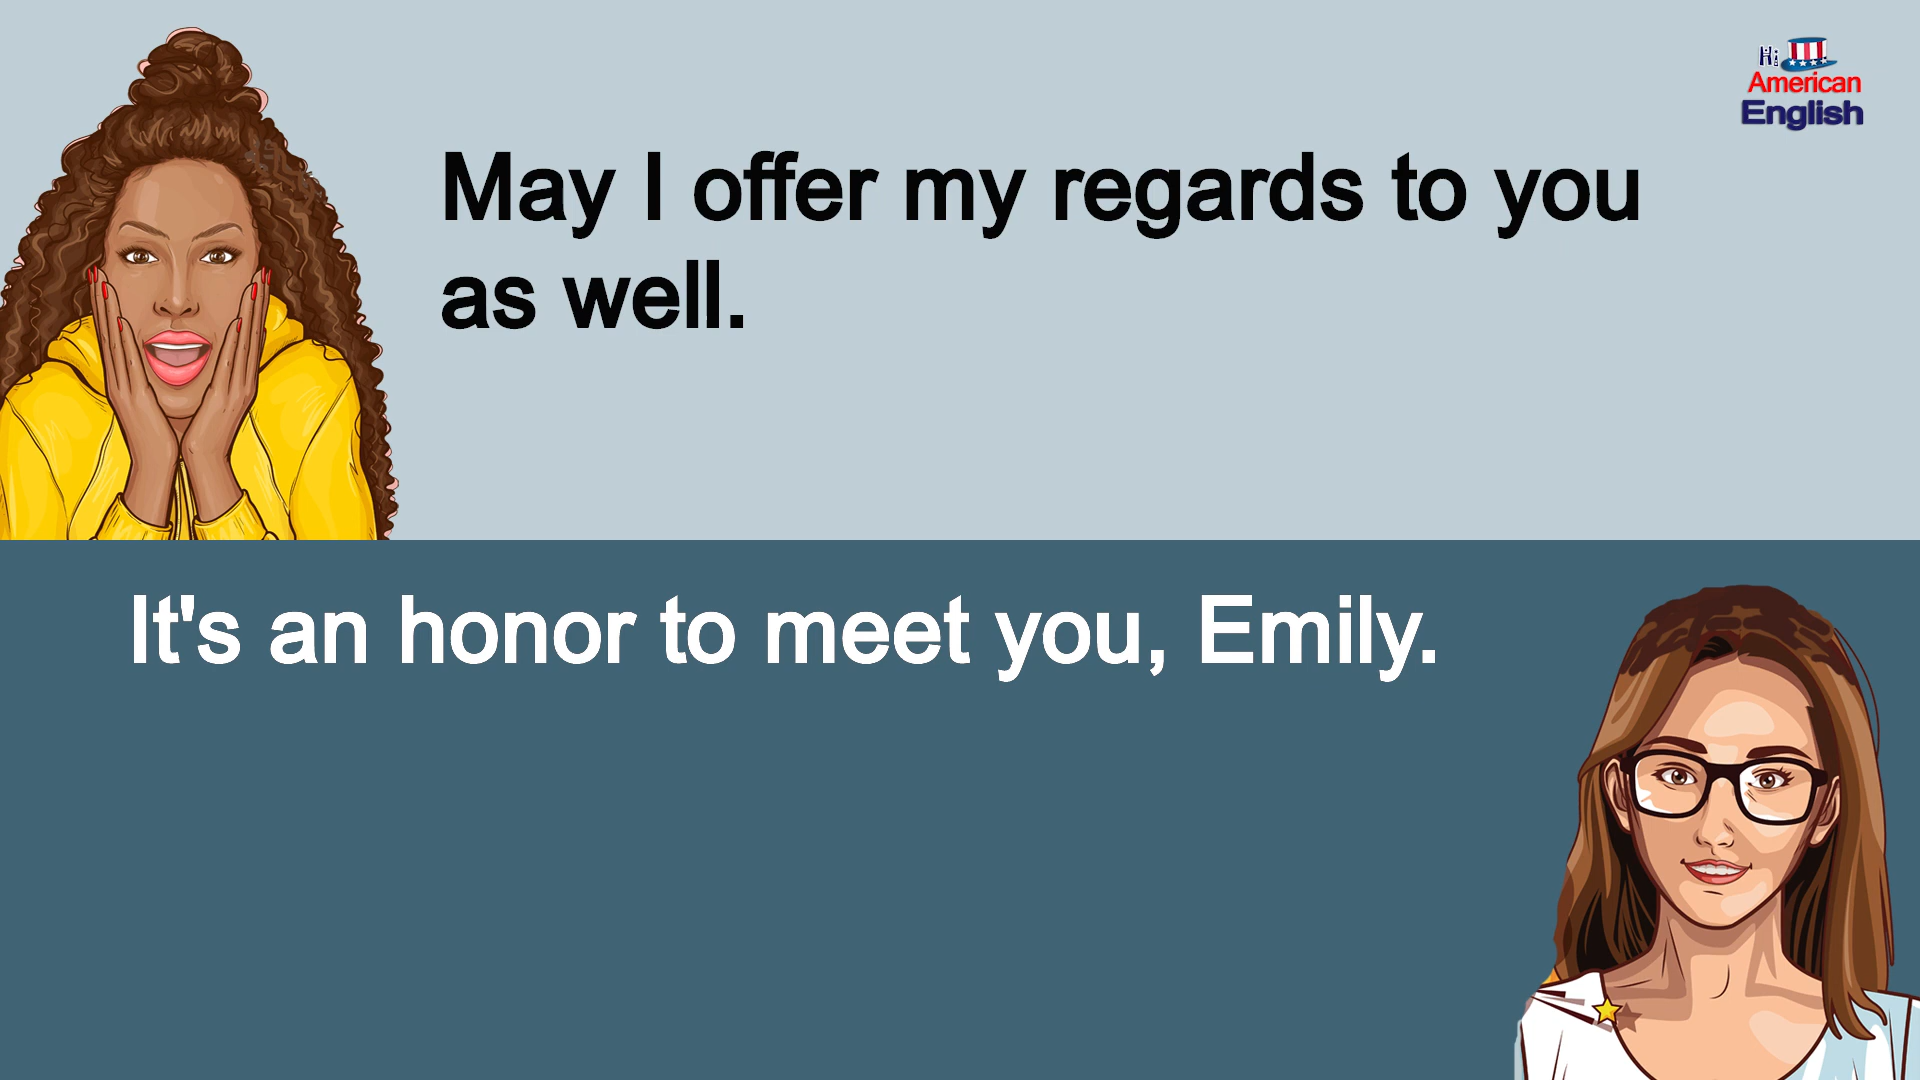 Hi
American
English
May I offer my regards to you
as well.
It's an honor to meet you, Emily.